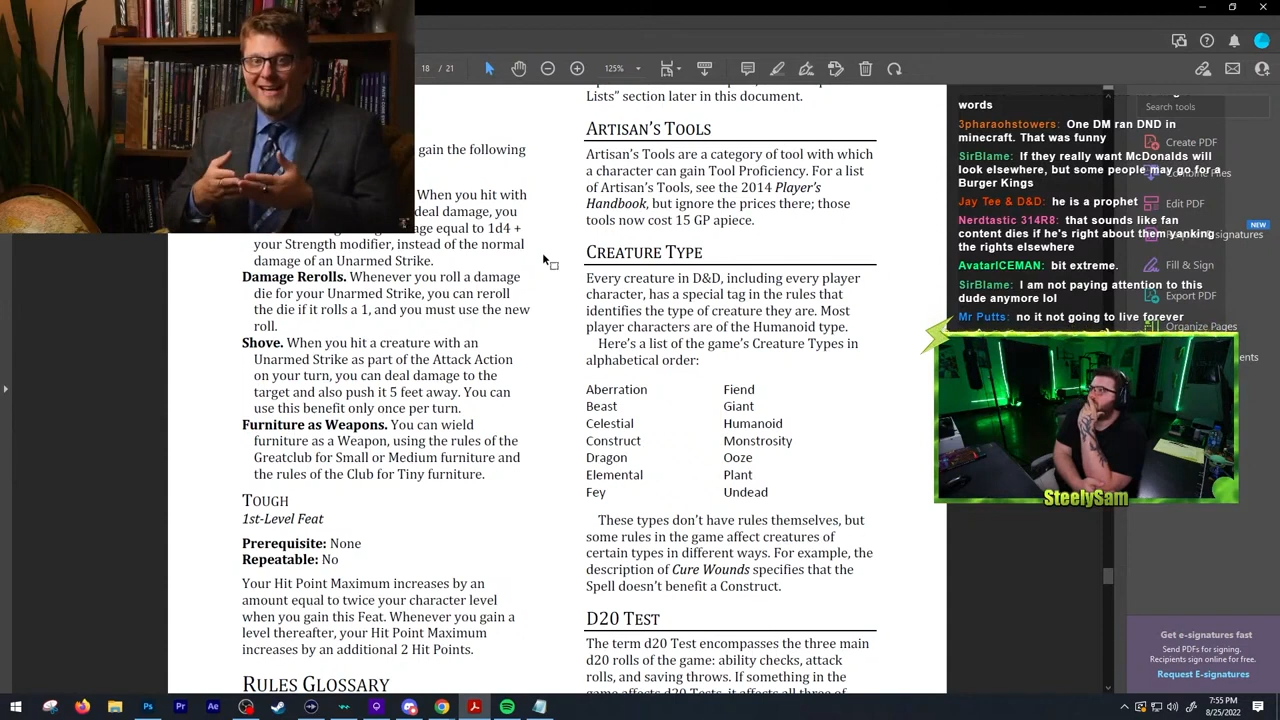 18 / 21
125%
gain the following
When you hit with
deal damage, you
age equal to 1d4 +
your Strength modifier, instead of the normal
damage of an Unarmed Strike.
Damage Rerolls. Whenever you roll a damage
die for your Unarmed Strike, you can reroll
the die if it rolls a 1, and you must use the new
roll.
Shove. When you hit a creature with an
Unarmed Strike as part of the Attack Action
on your turn, you can deal damage to the
target and also push it 5 feet away. You can
use this benefit only once per turn.
Furniture as Weapons. You can wield
furniture as a Weapon, using the rules of the
Greatclub for Small or Medium furniture and
the rules of the Club for Tiny furniture.
TOUGH
1st-Level Feat
Prerequisite: None
Repeatable: No
Your Hit Point Maximum increases by an
amount equal to twice your character level
when you gain this Feat. Whenever you gain a
level thereafter, your Hit Point Maximum
increases by an additional 2 Hit Points.
RULES GLOSSARY
Lists” section later in this document.
ARTISAN’S TOOLS
Artisan’s Tools are a category of tool with which
a character can gain Tool Proficiency. For a list
of Artisan’s Tools, see the 2014 Player’s
Handbook, but ignore the prices there; those
tools now cost 15 GP apiece.
CREATURE TYPE
Every creature in D&D, including every player
character, has a special tag in the rules that
identifies the type of creature they are. Most
player characters are of the Humanoid type.
Here’s a list of the game’s Creature Types in
alphabetical order:
Aberration Fiend
Beast Giant
Celestial Humanoid
Construct Monstrosity
Dragon Ooze
Elemental Plant
Fey Undead
These types don’t have rules themselves, but
some rules in the game affect creatures of
certain types in different ways. For example, the
description of Cure Wounds specifies that the
Spell doesn’t benefit a Construct.
D20 TEST
The term d20 Test encompasses the three main
d20 rolls of the game: ability checks, attack
rolls, and saving throws. If something in the
game affects d20 Tests, it affects all three of
words
3pharaohstowers: One DM ran DND in
minecraft. That was funny
SirBlame: If they really want McDonalds will
look elsewhere, but some people may go for a
Burger Kings
Jay Tee & D&D: he is a prophet
Nerdtastic 314R8: that sounds like fan
content dies if he's right about them yanking
the rights elsewhere
AvatarICEMAN: bit extreme.
SirBlame: I am not paying attention to this
dude anymore lol
Mr Putts: no it not going to live forever
SteelySam
Search tools
Create PDF
Files
Edit PDF
NEW
e-signatures
Fill & Sign
Export PDF
Organize Pages
Get e-signatures fast
Send PDFs for signing.
Recipients sign online for free.
Request E-signatures
7:55 PM
8/25/2022